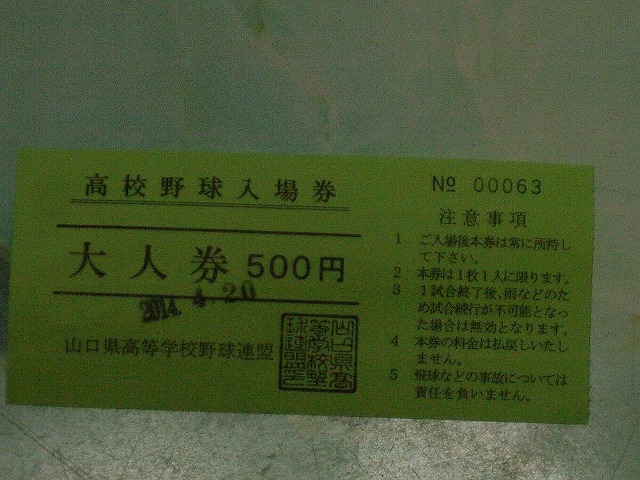 高校野球入場券
大人券 500円
2014.4.20
山口県高等学校野球連盟
山口県高
等学校野
球連盟之
№ 00063
注意事項
1 ご入場後本券は常に所持し
て下さい。
2 本券は1枚1人に限ります。
3 1試合終了後、雨などのた
め試合続行が不可能となっ
た場合は無効となります。
4 本券の料金は払戻しいたし
ません。
5 飛球などの事故については
責任を負いません。